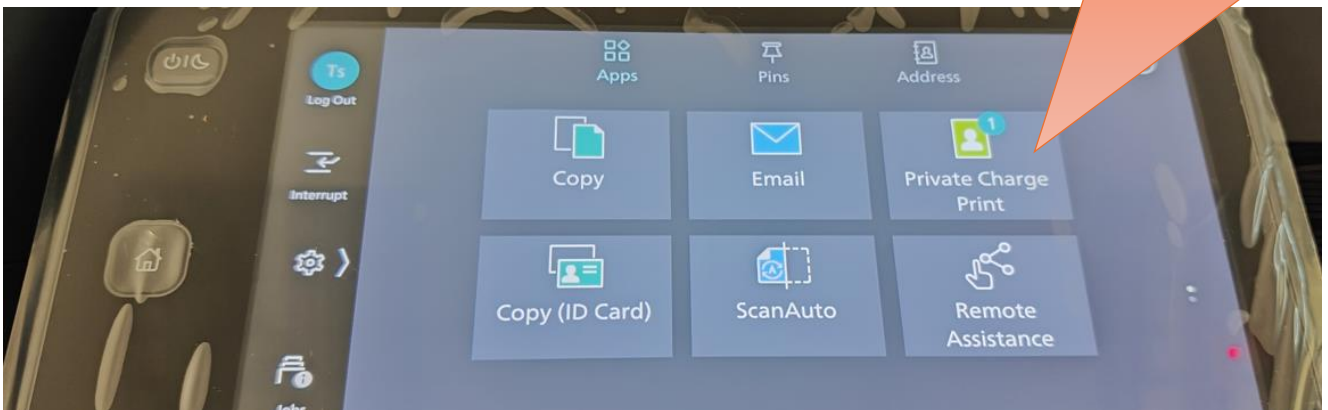 Ts
Log Out
Interrupt
Apps
Pins
Address
Copy
Email
1
Private Charge
Print
Copy (ID Card)
A
ScanAuto
Remote
Assistance
Jobs